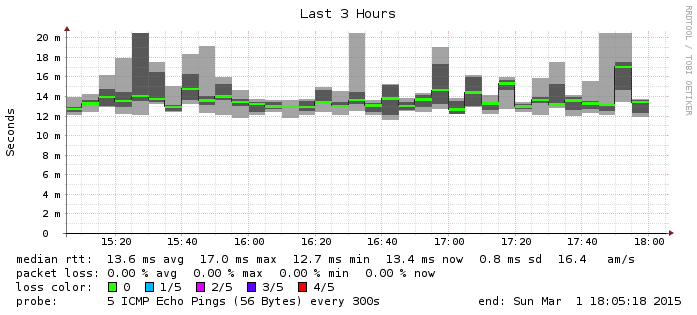 Last 3 Hours
RRDTOOL / TOBI OETIKER
Seconds
20 m
18 m
16 m
14 m
12 m
10 m
8 m
6 m
4 m
2 m
0
15:20 15:40 16:00 16:20 16:40 17:00 17:20 17:40 18:00
median rtt: 13.6 ms avg 17.0 ms max 12.7 ms min 13.4 ms now 0.8 ms sd 16.4 am/s
packet loss: 0.00 % avg 0.00 % max 0.00 % min 0.00 % now
loss color: 0 1/5 2/5 3/5 4/5
probe: 5 ICMP Echo Pings (56 Bytes) every 300s end: Sun Mar 1 18:05:18 2015